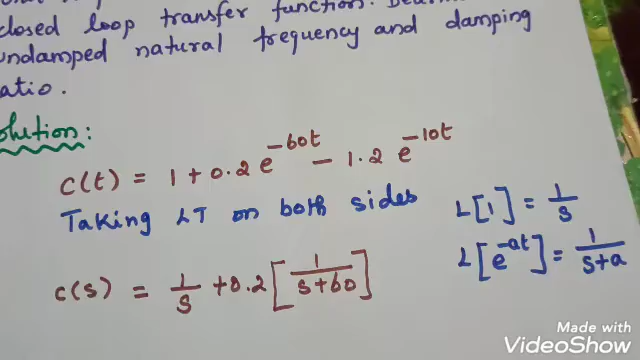 closed loop transfer function.
undamped natural frequency and damping
ratio.
Solution:
c(t) = 1 + 0.2 e^{-60t} - 1.2 e^{-10t}
Taking LT on both sides
L[1] = 1/s
L[e^{-at}] = 1/(s+a)
c(s) = 1/s + 0.2 [1/(s+60)]
Made with
VideoShow